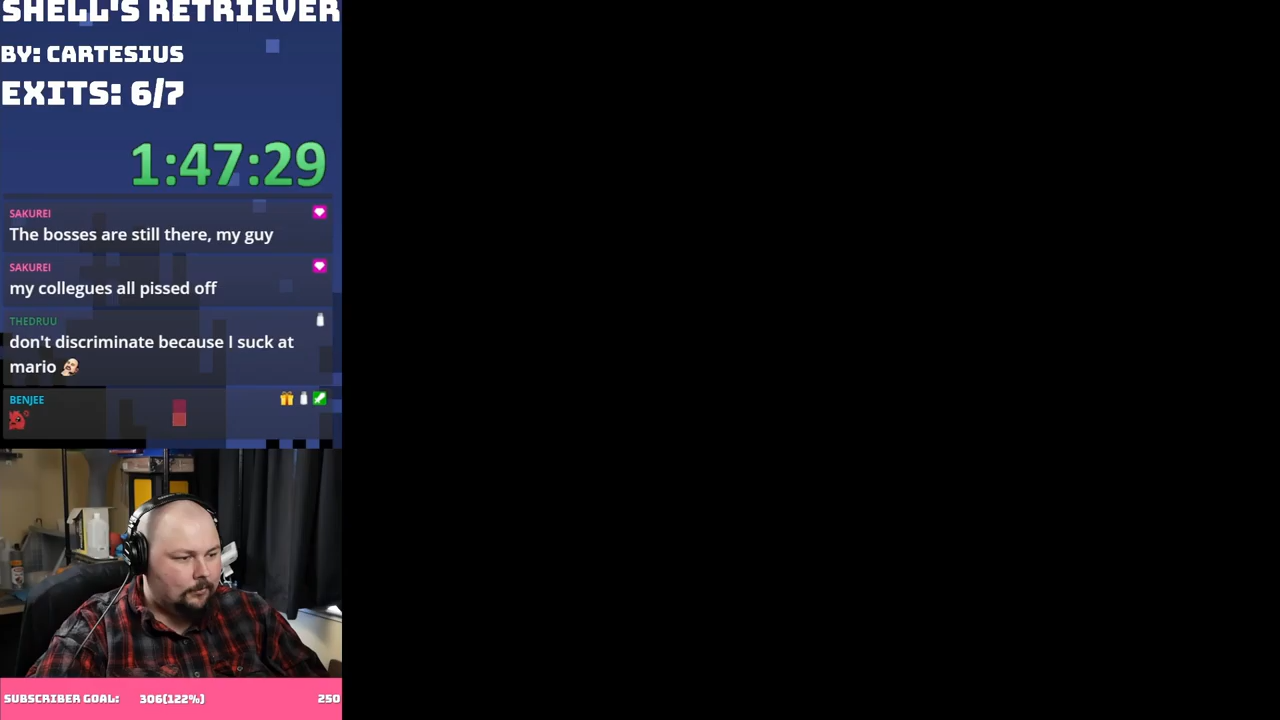 SHELL'S RETRIEVER
BY: CARTESIUS
EXITS: 6/7
1:47:29
SAKUREI
The bosses are still there, my guy
SAKUREI
my collegues all pissed off
THEDRUU
don't discriminate because I suck at
mario
BENJEE
SUBSCRIBER GOAL: 306(122%) 250